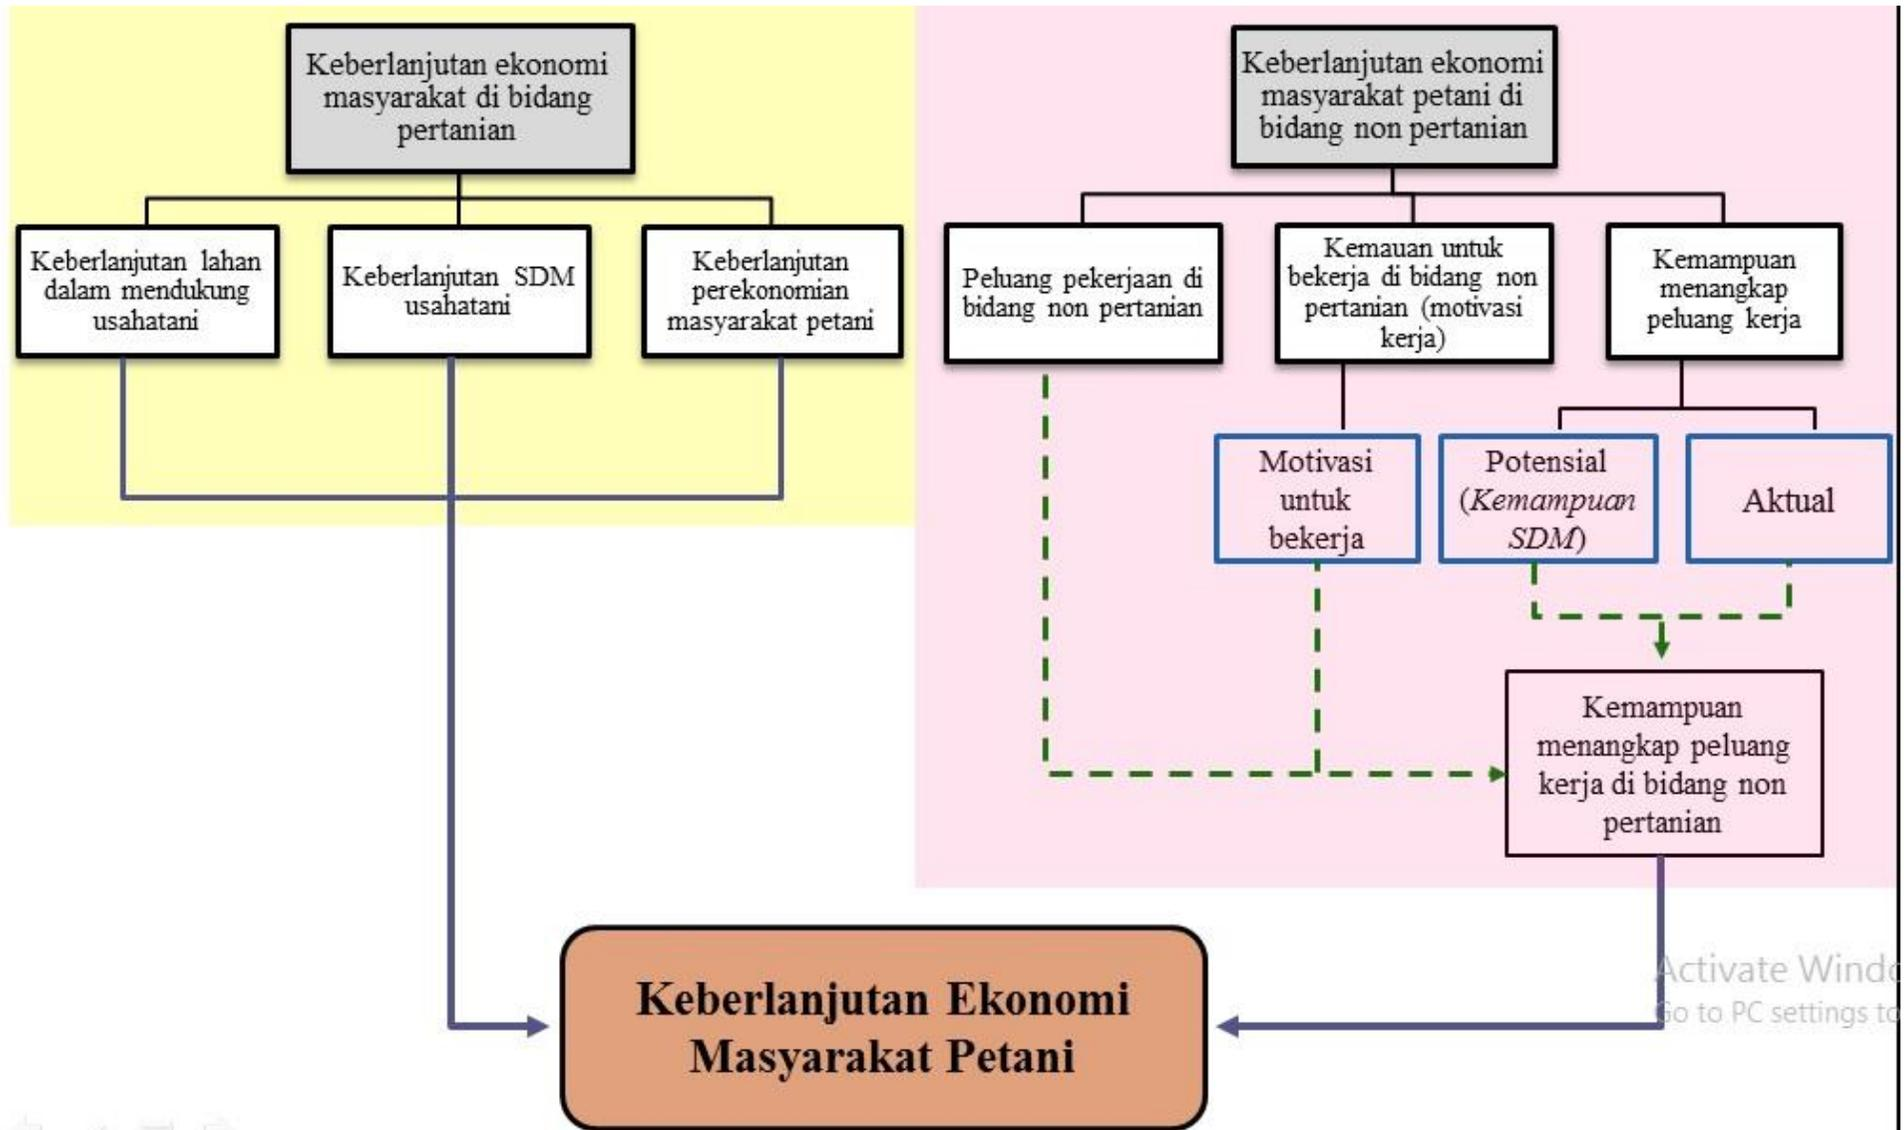 Keberlanjutan ekonomi
masyarakat di bidang
pertanian
Keberlanjutan lahan
dalam mendukung
usahatani
Keberlanjutan SDM
usahatani
Keberlanjutan
perekonomian
masyarakat petani
Keberlanjutan ekonomi
masyarakat petani di
bidang non pertanian
Peluang pekerjaan di
bidang non pertanian
Kemauan untuk
bekerja di bidang non
pertanian (motivasi
kerja)
Kemampuan
menangkap
peluang kerja
Motivasi
untuk
bekerja
Potensial
(Kemampuan
SDM)
Aktual
Kemampuan
menangkap peluang
kerja di bidang non
pertanian
Keberlanjutan Ekonomi
Masyarakat Petani
Activate Windo
Go to PC settings to